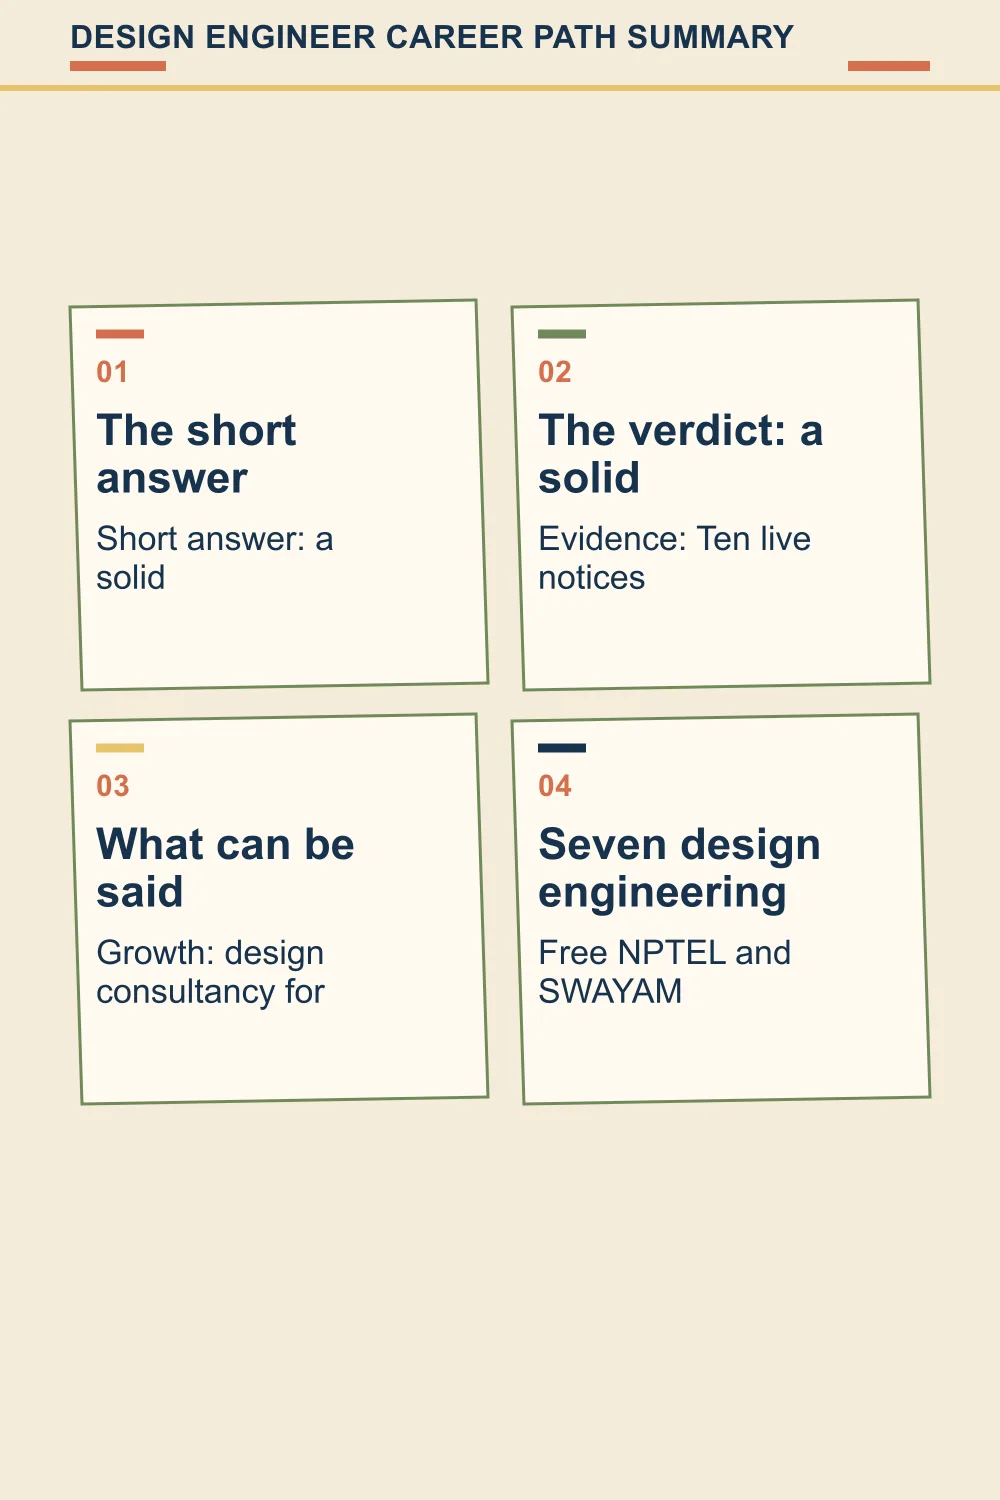 DESIGN ENGINEER CAREER PATH SUMMARY
01
The short
answer
Short answer: a
solid
02
The verdict: a
solid
Evidence: Ten live
notices
03
What can be
said
Growth: design
consultancy for
04
Seven design
engineering
Free NPTEL and
SWAYAM